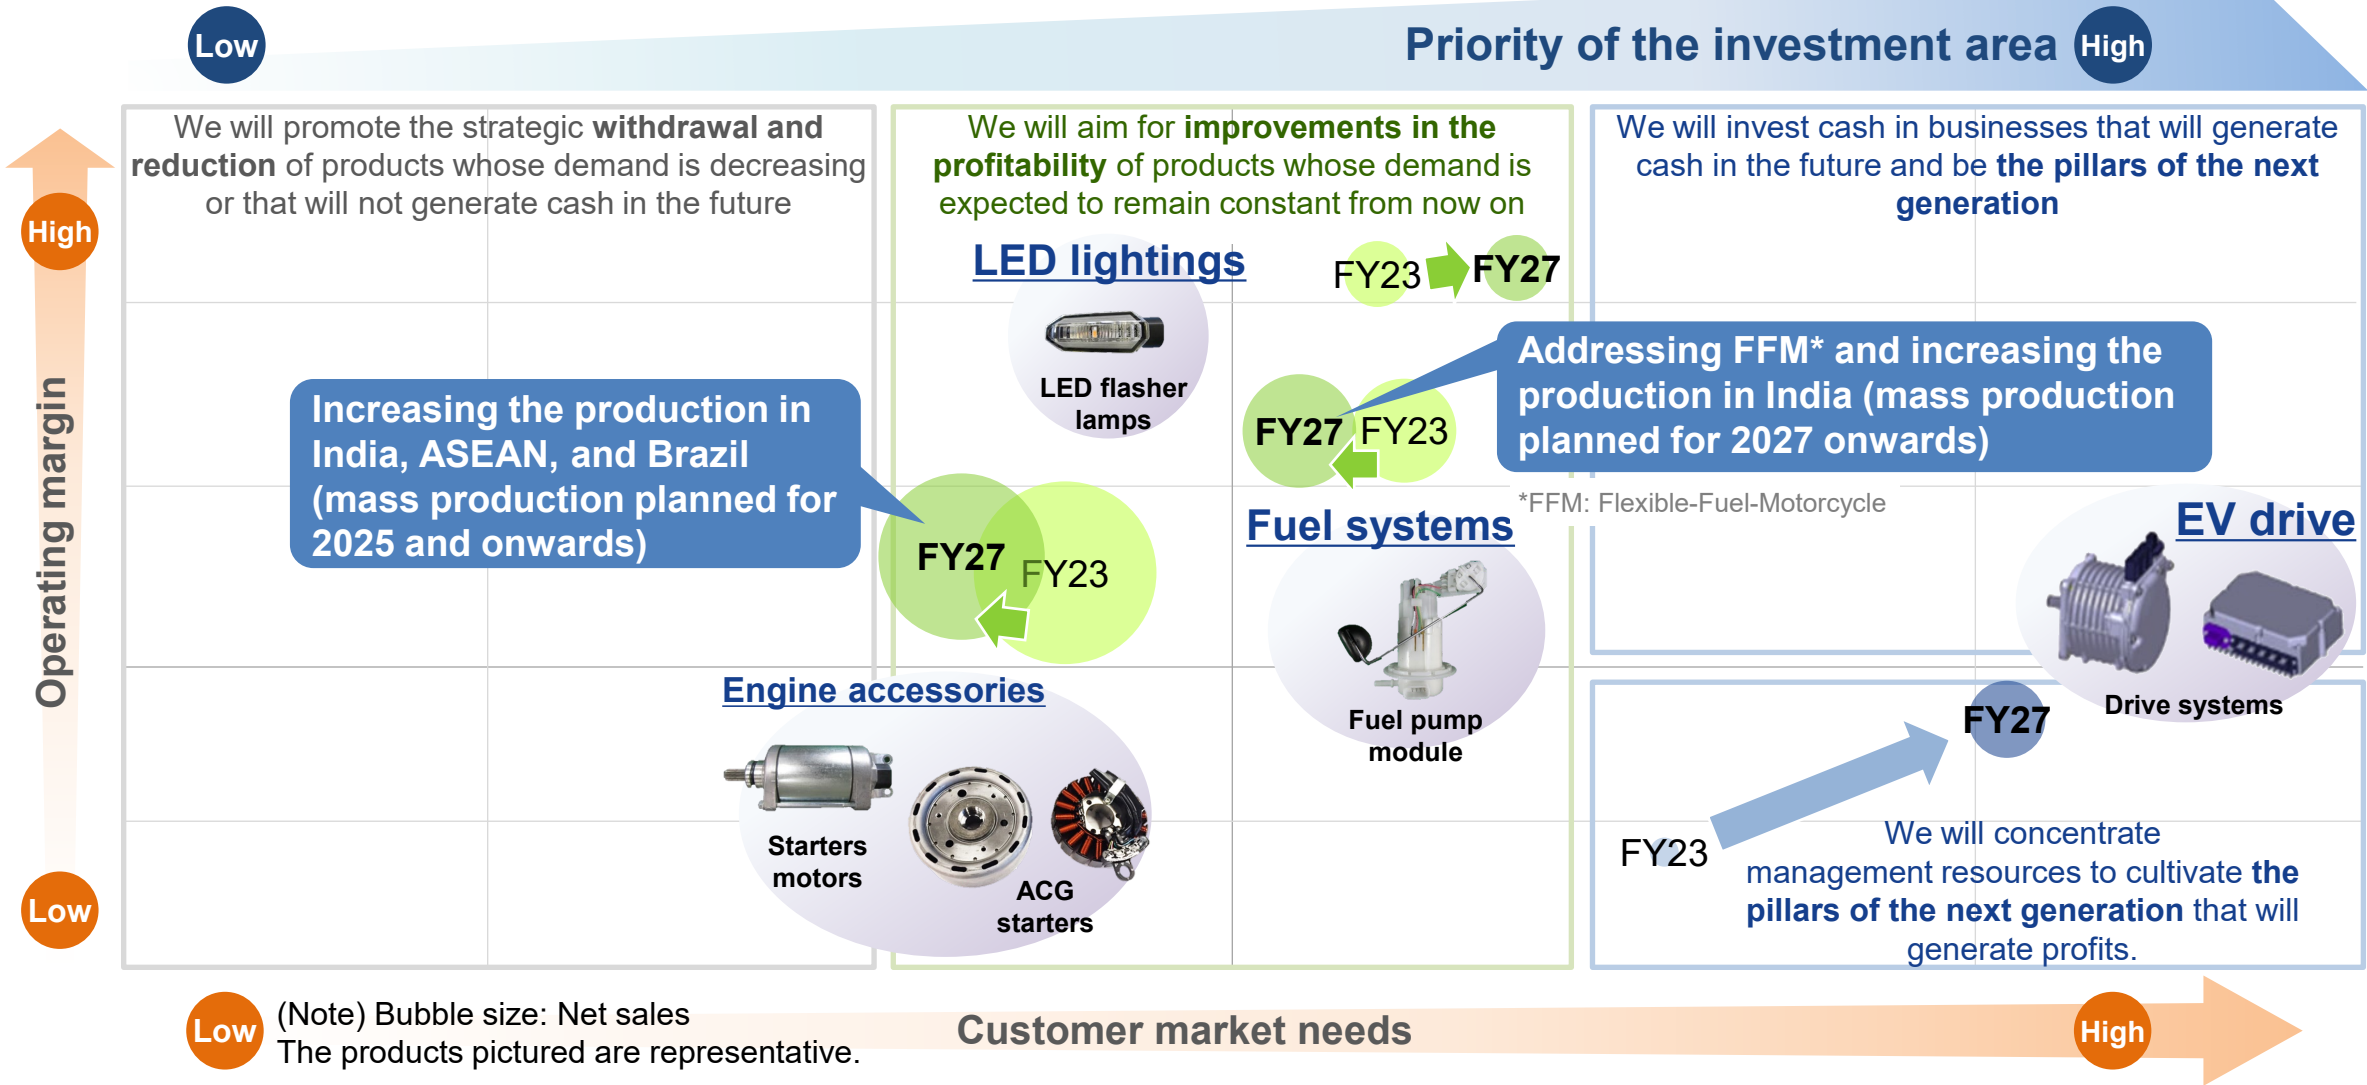 Low
Priority of the investment area
High
We will promote the strategic withdrawal and
reduction of products whose demand is decreasing
or that will not generate cash in the future
We will aim for improvements in the
profitability of products whose demand is
expected to remain constant from now on
We will invest cash in businesses that will generate
cash in the future and be the pillars of the next
generation
High
Operating margin
Low
LED lightings
LED flasher
lamps
FY23
FY27
Addressing FFM* and increasing the
production in India (mass production
planned for 2027 onwards)
*FFM: Flexible-Fuel-Motorcycle
FY27
FY23
Increasing the production in
India, ASEAN, and Brazil
(mass production planned for
2025 and onwards)
FY27
FY23
Fuel systems
Fuel pump
module
EV drive
Drive systems
Engine accessories
Starters
motors
ACG
starters
FY27
FY23
We will concentrate
management resources to cultivate the
pillars of the next generation that will
generate profits.
Low
(Note) Bubble size: Net sales
The products pictured are representative.
Customer market needs
High